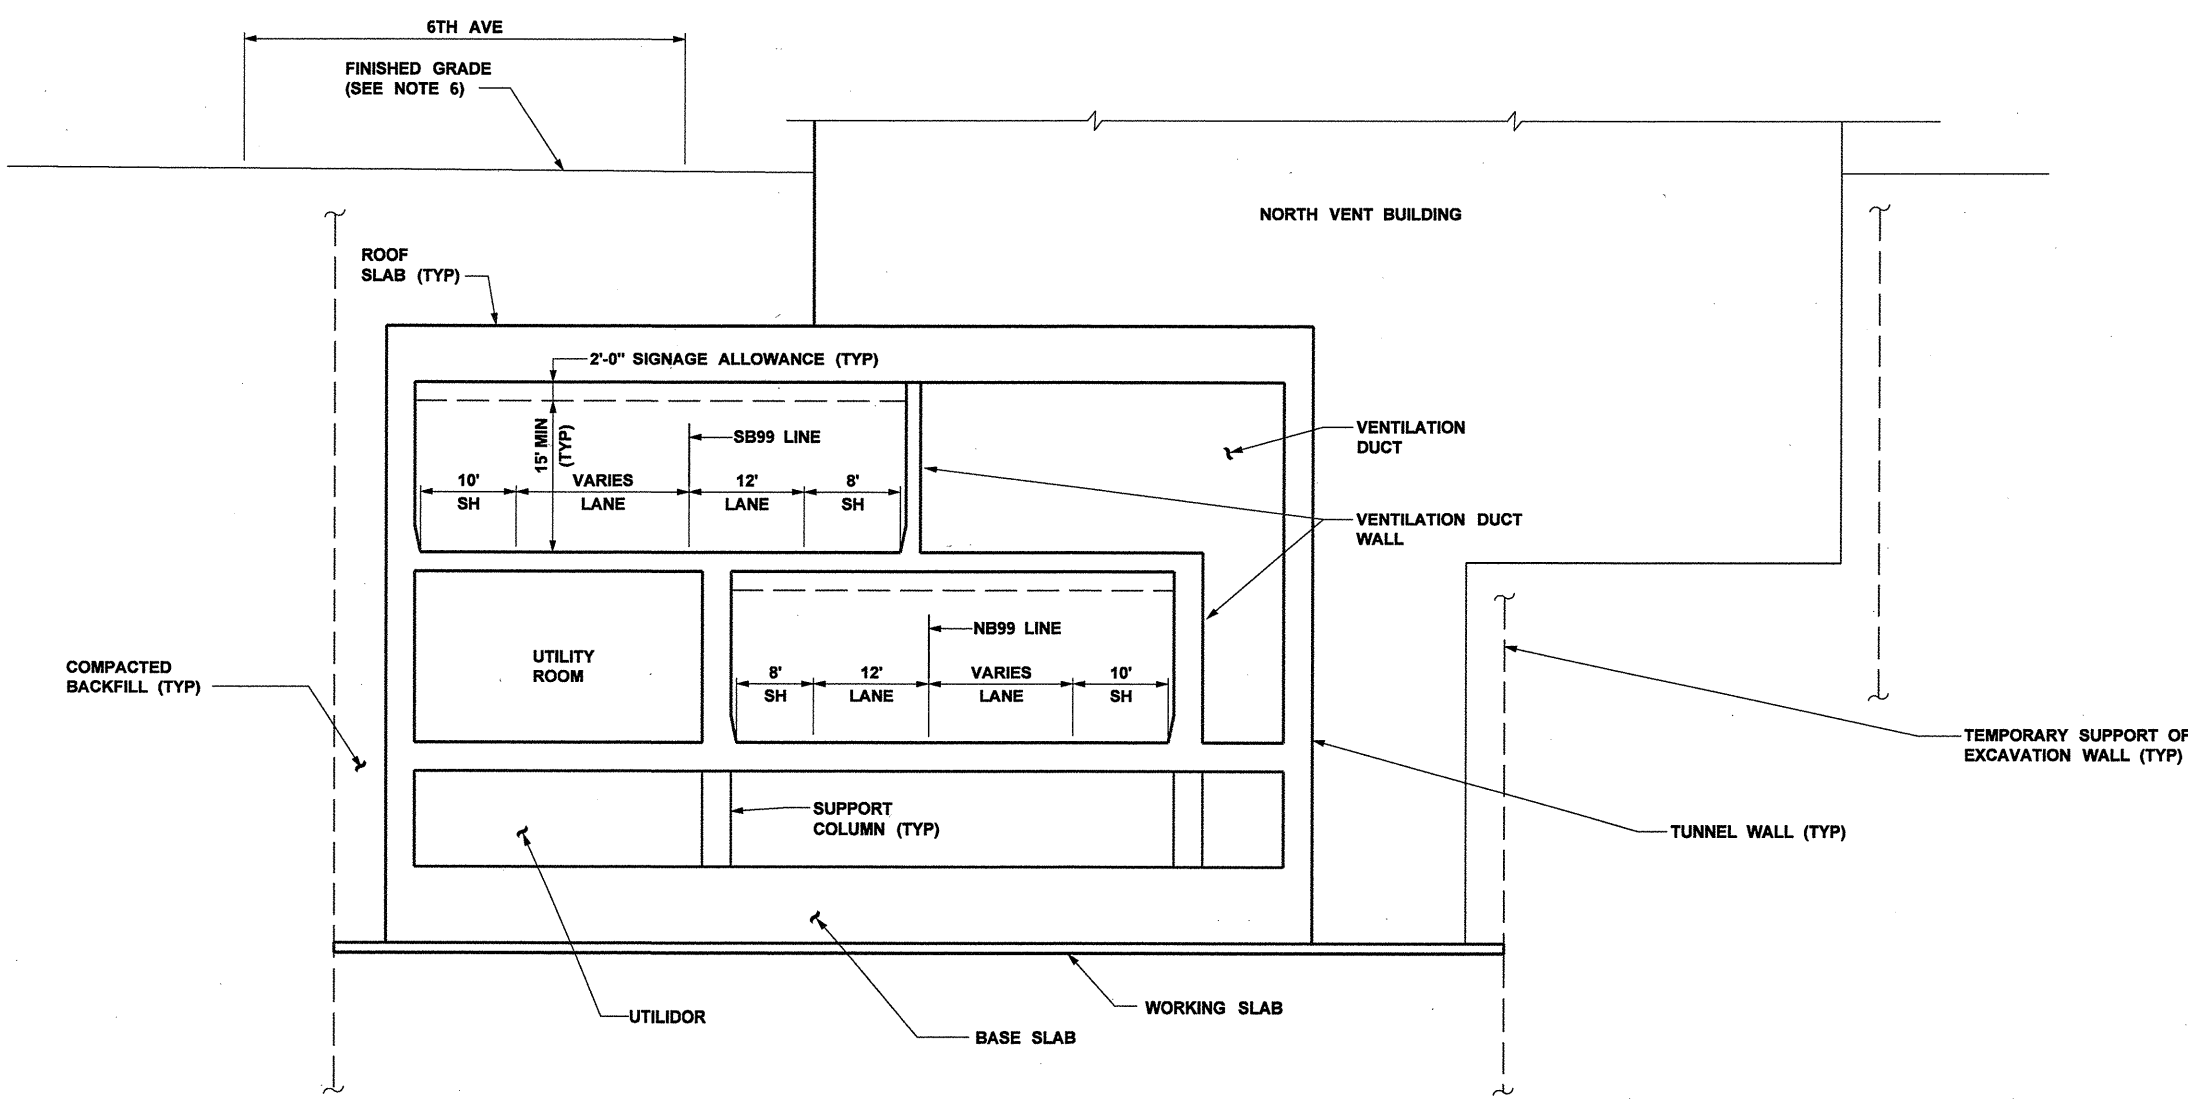 6TH AVE
FINISHED GRADE
(SEE NOTE 6)
NORTH VENT BUILDING
ROOF
SLAB (TYP)
2'-0" SIGNAGE ALLOWANCE (TYP)
15' MIN
(TYP)
SB99 LINE
10'
SH
VARIES
LANE
12'
LANE
8'
SH
VENTILATION
DUCT
VENTILATION DUCT
WALL
UTILITY
ROOM
NB99 LINE
8'
SH
12'
LANE
VARIES
LANE
10'
SH
COMPACTED
BACKFILL (TYP)
TEMPORARY SUPPORT OF
EXCAVATION WALL (TYP)
SUPPORT
COLUMN (TYP)
TUNNEL WALL (TYP)
UTILIDOR
BASE SLAB
WORKING SLAB